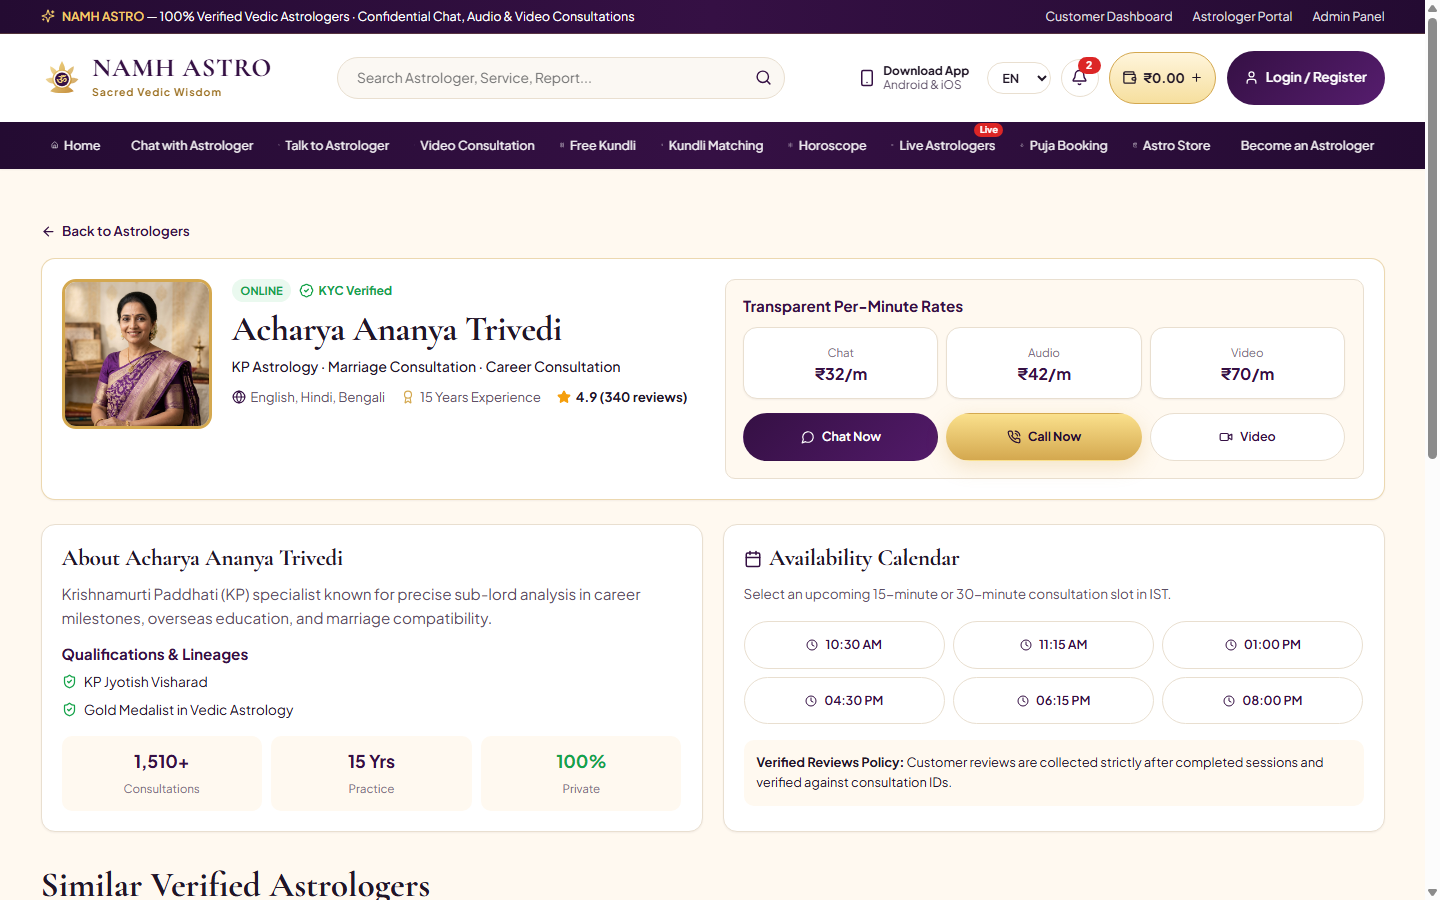 NAMH ASTRO — 100% Verified Vedic Astrologers · Confidential Chat, Audio & Video Consultations
Customer Dashboard Astrologer Portal Admin Panel
NAMH ASTRO
Sacred Vedic Wisdom
Search Astrologer, Service, Report...
Download App
Android & iOS
EN
2
₹0.00 +
Login / Register
Home Chat with Astrologer Talk to Astrologer Video Consultation Free Kundli Kundli Matching Horoscope Live Astrologers Live Puja Booking Astro Store Become an Astrologer
Back to Astrologers
ONLINE KYC Verified
Acharya Ananya Trivedi
KP Astrology · Marriage Consultation · Career Consultation
English, Hindi, Bengali 15 Years Experience 4.9 (340 reviews)
Transparent Per-Minute Rates
Chat Audio Video
₹32/m ₹42/m ₹70/m
Chat Now Call Now Video
About Acharya Ananya Trivedi
Krishnamurti Paddhati (KP) specialist known for precise sub-lord analysis in career
milestones, overseas education, and marriage compatibility.
Qualifications & Lineages
KP Jyotish Visharad
Gold Medalist in Vedic Astrology
1,510+ 15 Yrs 100%
Consultations Practice Private
Availability Calendar
Select an upcoming 15-minute or 30-minute consultation slot in IST.
10:30 AM 11:15 AM 01:00 PM
04:30 PM 06:15 PM 08:00 PM
Verified Reviews Policy: Customer reviews are collected strictly after completed sessions and
verified against consultation IDs.
Similar Verified Astrologers